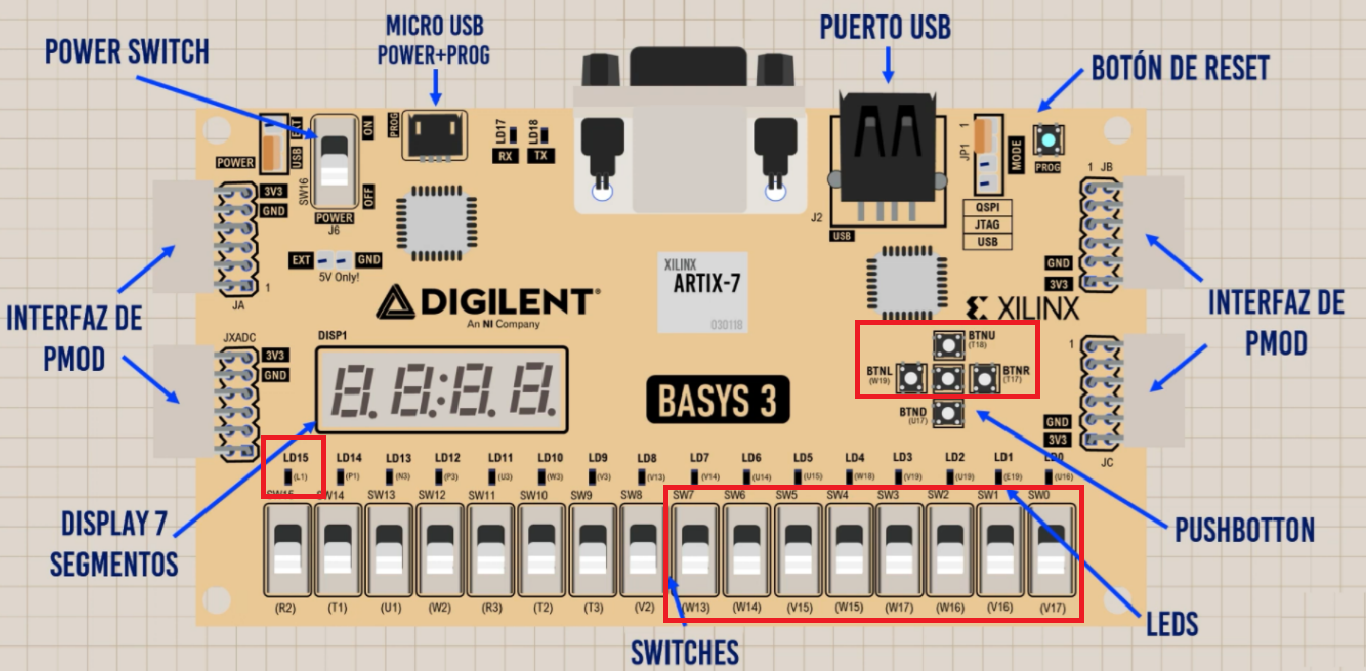 MICRO USB
POWER+PROG
PUERTO USB
POWER SWITCH
BOTÓN DE RESET
EXT
USB
POWER
SW16
ON
OFF
POWER
J6
PROG
LD17
LD18
RX
TX
J2
USB
JP1
1
MODE
PROG
QSPI
JTAG
USB
1 JB
3V3
GND
1
JA
EXT
GND
5V Only!
GND
3V3
INTERFAZ DE
PMOD
INTERFAZ DE
PMOD
DIGILENT
An NI Company
XILINX
ARTIX-7
030118
XILINX
JXADC
3V3
GND
DISP1
8.8:8.8.
BASYS 3
BTNU
(T18)
BTNL
(W19)
BTNR
(T17)
BTND
(U17)
1
GND
3V3
JC
LD15 LD14 LD13 LD12 LD11 LD10 LD9 LD8 LD7 LD6 LD5 LD4 LD3 LD2 LD1 LD0
(L1) (P1) (N3) (P3) (U3) (W3) (V3) (V13) (V14) (U14) (U15) (W18) (V19) (U19) (E19) (U16)
SW15 SW14 SW13 SW12 SW11 SW10 SW9 SW8 SW7 SW6 SW5 SW4 SW3 SW2 SW1 SW0
(R2) (T1) (U1) (W2) (R3) (T2) (T3) (V2) (W13) (W14) (V15) (W15) (W17) (W16) (V16) (V17)
DISPLAY 7
SEGMENTOS
PUSHBOTTON
LEDS
SWITCHES